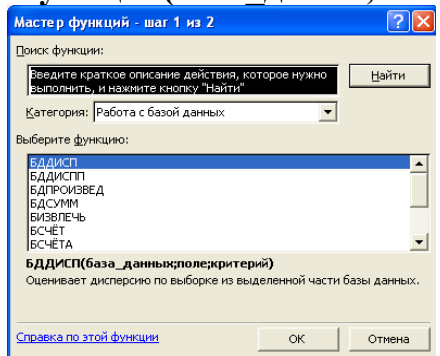 Мастер функций - шаг 1 из 2
Поиск функции:
Введите краткое описание действия, которое нужно
выполнить, и нажмите кнопку "Найти"
Найти
Категория: Работа с базой данных
Выберите функцию:
БДДИСП
БДДИСПП
БДПРОИЗВЕД
БДСУММ
БИЗВЛЕЧЬ
БСЧЁТ
БСЧЁТА
БДДИСП(база_данных;поле;критерий)
Оценивает дисперсию по выборке из выделенной части базы данных.
Справка по этой функции
ОК
Отмена